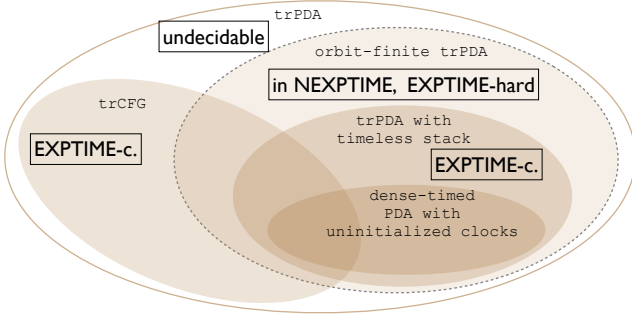 trPDA
undecidable
orbit-finite trPDA
in NEXPTIME, EXPTIME-hard
trCFG
trPDA with
timeless stack
EXPTIME-c.
EXPTIME-c.
dense-timed
PDA with
uninitialized clocks